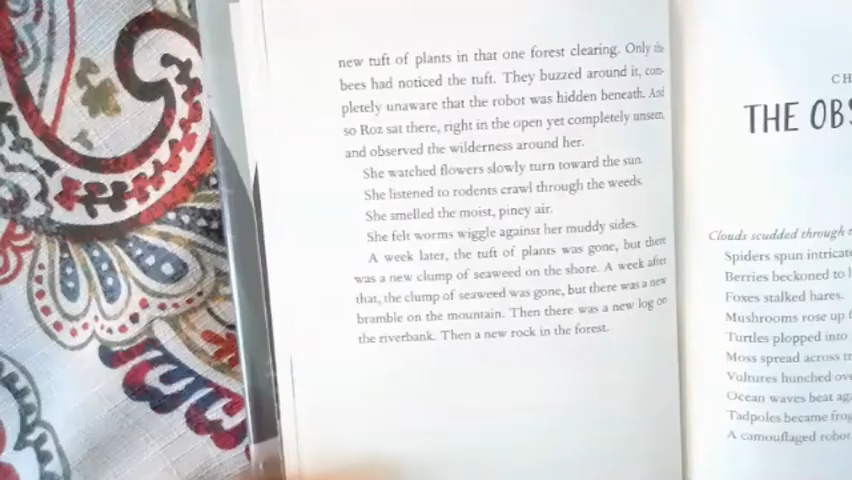 new tuft of plants in that one forest clearing. Only the
bees had noticed the tuft. They buzzed around it, com-
pletely unaware that the robot was hidden beneath. And
so Roz sat there, right in the open yet completely unseen,
and observed the wilderness around her.
She watched flowers slowly turn toward the sun.
She listened to rodents crawl through the weeds.
She smelled the moist, piney air.
She felt worms wiggle against her muddy sides.
A week later, the tuft of plants was gone, but there
was a new clump of seaweed on the shore. A week after
that, the clump of seaweed was gone, but there was a new
bramble on the mountain. Then there was a new log on
the riverbank. Then a new rock in the forest.
CH
THE OBS
Clouds scudded through t
Spiders spun intricate
Berries beckoned to h
Foxes stalked hares.
Mushrooms rose up f
Turtles plopped into
Moss spread across tr
Vultures hunched ove
Ocean waves beat aga
Tadpoles became frog
A camouflaged robot